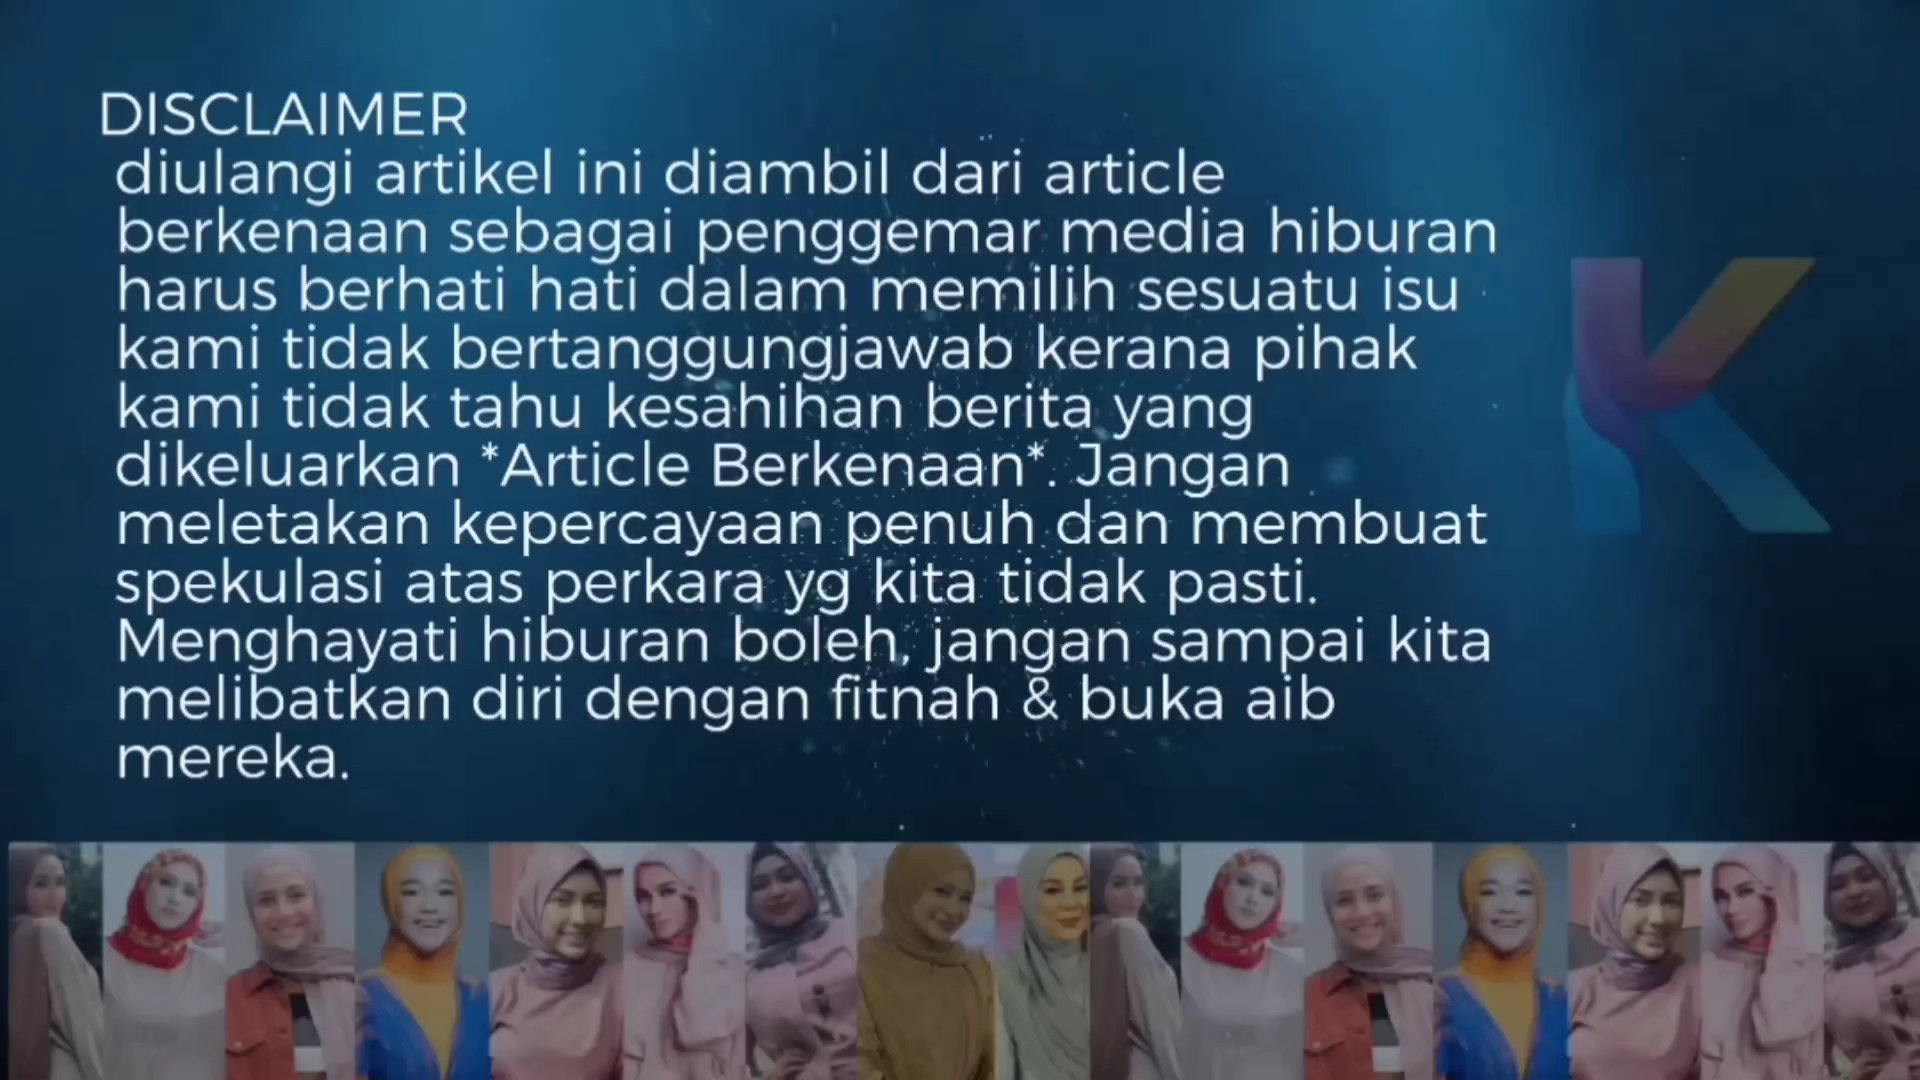 DISCLAIMER
diulangi artikel ini diambil dari article
berkenaan sebagai penggemar media hiburan
harus berhati hati dalam memilih sesuatu isu
kami tidak bertanggungjawab kerana pihak
kami tidak tahu kesahihan berita yang
dikeluarkan *Article Berkenaan*. Jangan
meletakan kepercayaan penuh dan membuat
spekulasi atas perkara yg kita tidak pasti.
Menghayati hiburan boleh, jangan sampai kita
melibatkan diri dengan fitnah & buka aib
mereka.
K